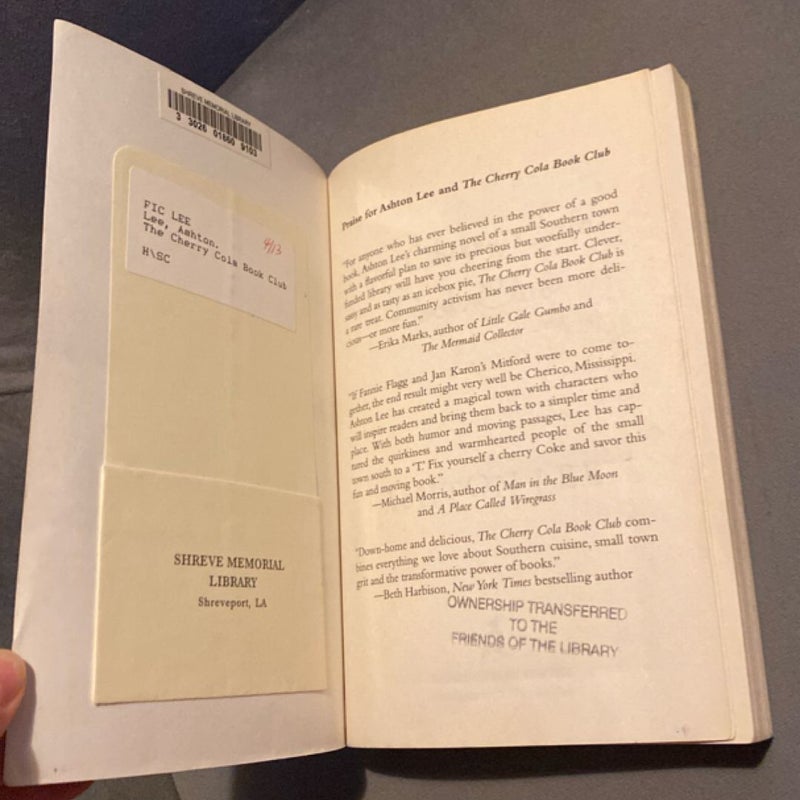 SHREVE MEMORIAL LIBRARY
3 3026 01860 9103
FIC LEE
Lee, Ashton.
The Cherry Cola Book Club
9/13
H\SC
SHREVE MEMORIAL
LIBRARY
Shreveport, LA
Praise for Ashton Lee and The Cherry Cola Book Club
"For anyone who has ever believed in the power of a good
book, Ashton Lee's charming novel of a small Southern town
with a flavorful plan to save its precious but woefully under-
funded library will have you cheering from the start. Clever,
sassy and as tasty as an icebox pie, The Cherry Cola Book Club is
a rare treat. Community activism has never been more deli-
cious—or more fun."
—Erika Marks, author of Little Gale Gumbo and
The Mermaid Collector
"If Fannie Flagg and Jan Karon's Mitford were to come to-
gether, the end result might very well be Cherico, Mississippi.
Ashton Lee has created a magical town with characters who
will inspire readers and bring them back to a simpler time and
place. With both humor and moving passages, Lee has cap-
tured the quirkiness and warmhearted people of the small
town south to a 'T.' Fix yourself a cherry Coke and savor this
fun and moving book."
—Michael Morris, author of Man in the Blue Moon
and A Place Called Wiregrass
"Down-home and delicious, The Cherry Cola Book Club com-
bines everything we love about Southern cuisine, small town
grit and the transformative power of books."
—Beth Harbison, New York Times bestselling author
OWNERSHIP TRANSFERRED
TO THE
FRIENDS OF THE LIBRARY